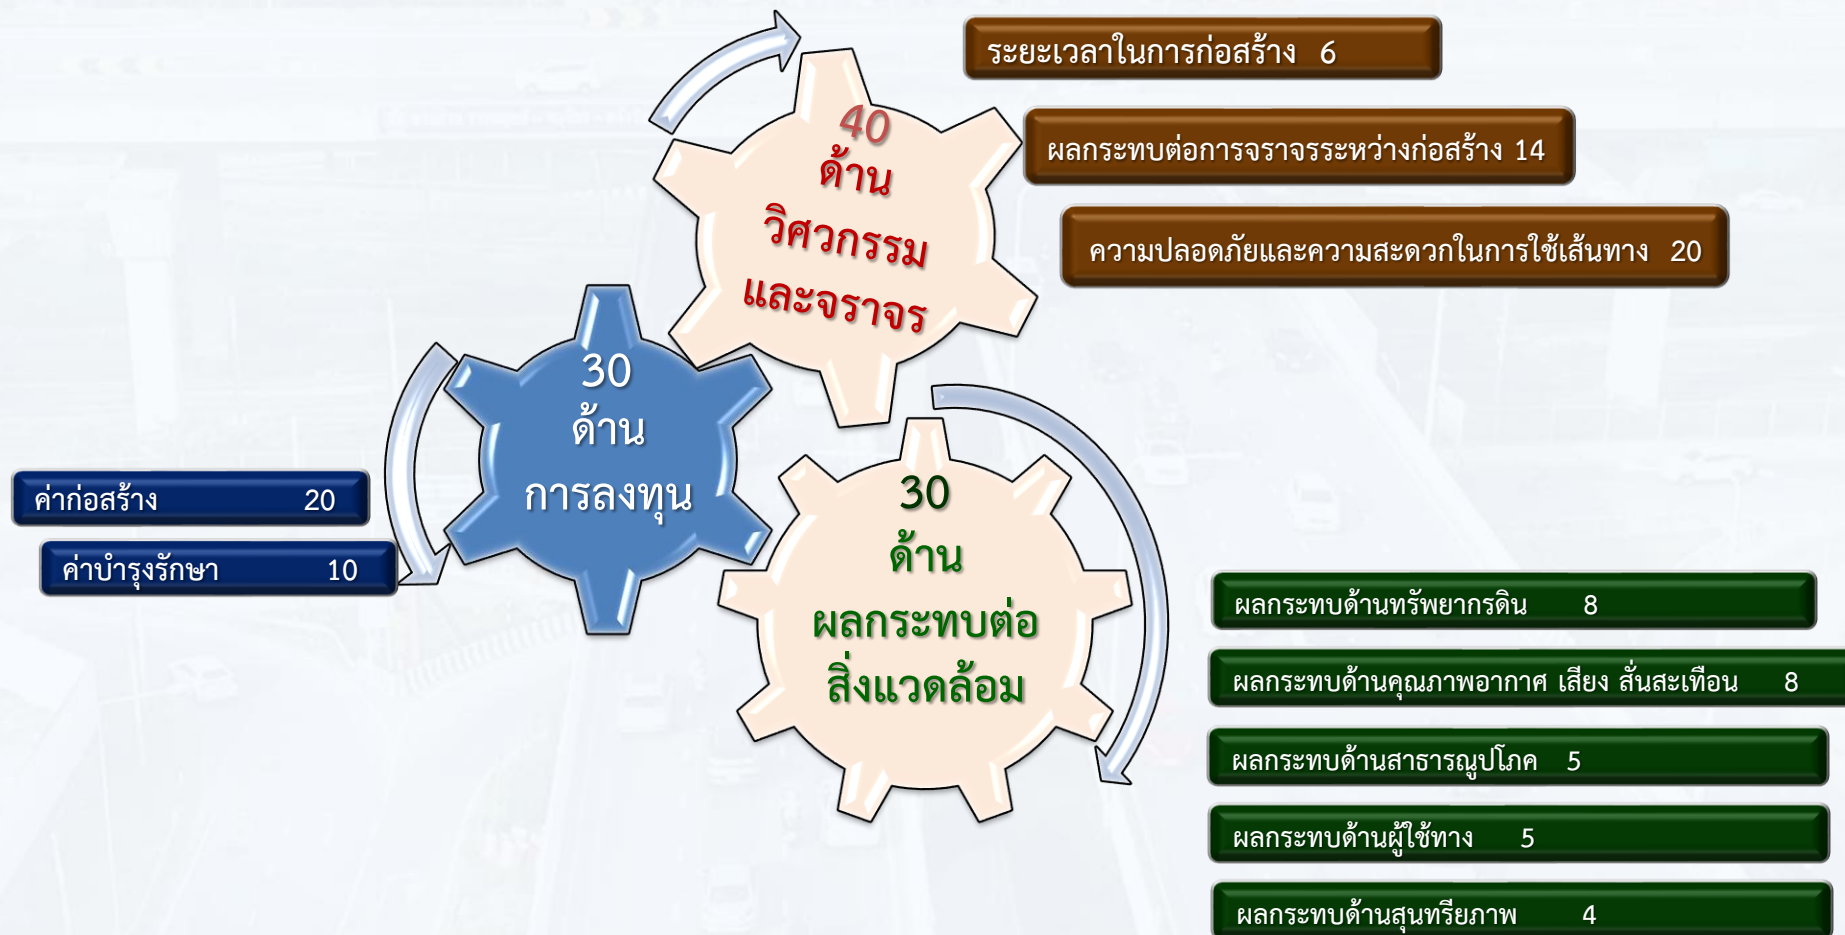 ระยะเวลาในการก่อสร้าง 6
ผลกระทบต่อการจราจรระหว่างก่อสร้าง 14
ความปลอดภัยและความสะดวกในการใช้เส้นทาง 20
40
ด้าน
วิศวกรรม
และจราจร
30
ด้าน
การลงทุน
ค่าก่อสร้าง 20
ค่าบำรุงรักษา 10
30
ด้าน
ผลกระทบต่อ
สิ่งแวดล้อม
ผลกระทบด้านทรัพยากรดิน 8
ผลกระทบด้านคุณภาพอากาศ เสียง สั่นสะเทือน 8
ผลกระทบด้านสาธารณูปโภค 5
ผลกระทบด้านผู้ใช้ทาง 5
ผลกระทบด้านสุนทรียภาพ 4